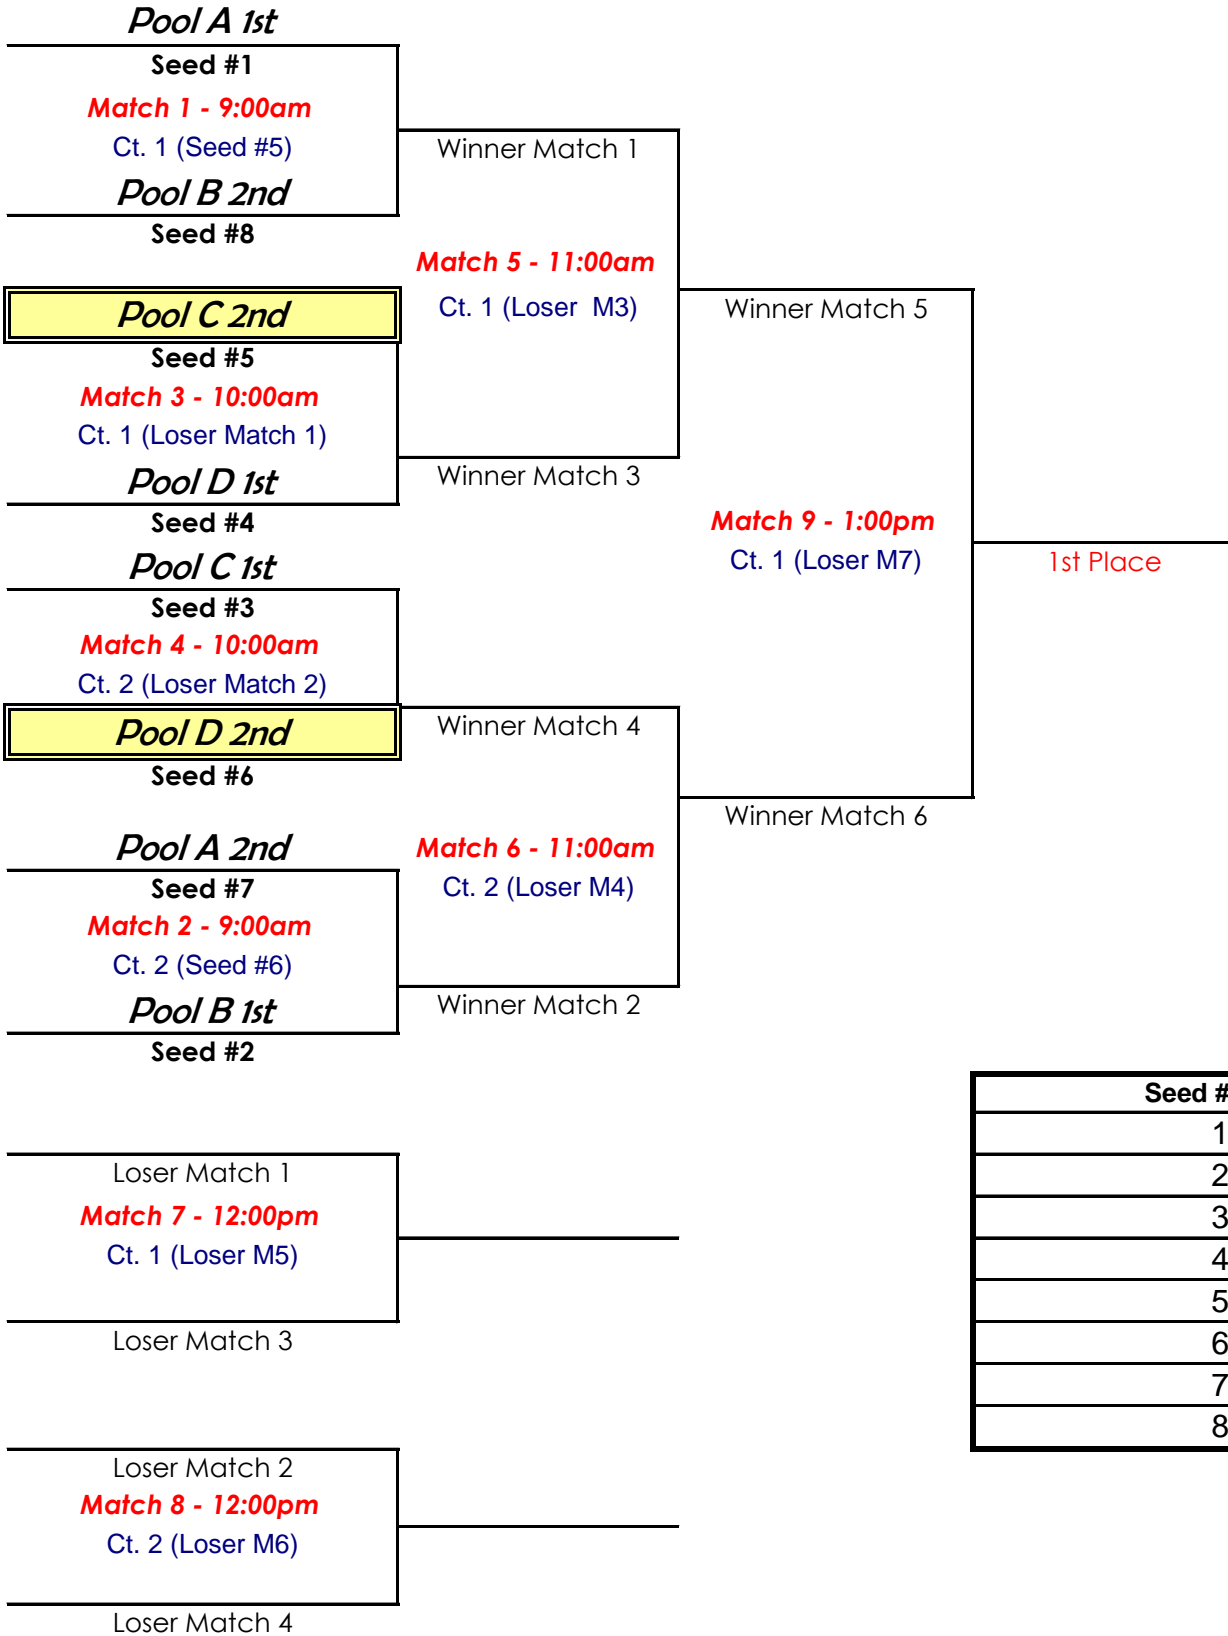 Pool A 1st
Seed #1
Match 1 - 9:00am
Ct. 1 (Seed #5)
Winner Match 1
Pool B 2nd
Seed #8
Match 5 - 11:00am
Ct. 1 (Loser  M3)
Winner Match 5
Pool C 2nd
Seed #5
Match 3 - 10:00am
Ct. 1 (Loser Match 1)
Winner Match 3
Pool D 1st
Seed #4
Match 9 - 1:00pm
Ct. 1 (Loser M7)
1st Place
Pool C 1st
Seed #3
Match 4 - 10:00am
Ct. 2 (Loser Match 2)
Winner Match 4
Pool D 2nd
Seed #6
Winner Match 6
Pool A 2nd
Match 6 - 11:00am
Seed #7
Ct. 2 (Loser M4)
Match 2 - 9:00am
Ct. 2 (Seed #6)
Winner Match 2
Pool B 1st
Seed #2
Seed #
1
2
3
4
5
6
7
8
Loser Match 1
Match 7 - 12:00pm
Ct. 1 (Loser M5)
Loser Match 3
Loser Match 2
Match 8 - 12:00pm
Ct. 2 (Loser M6)
Loser Match 4